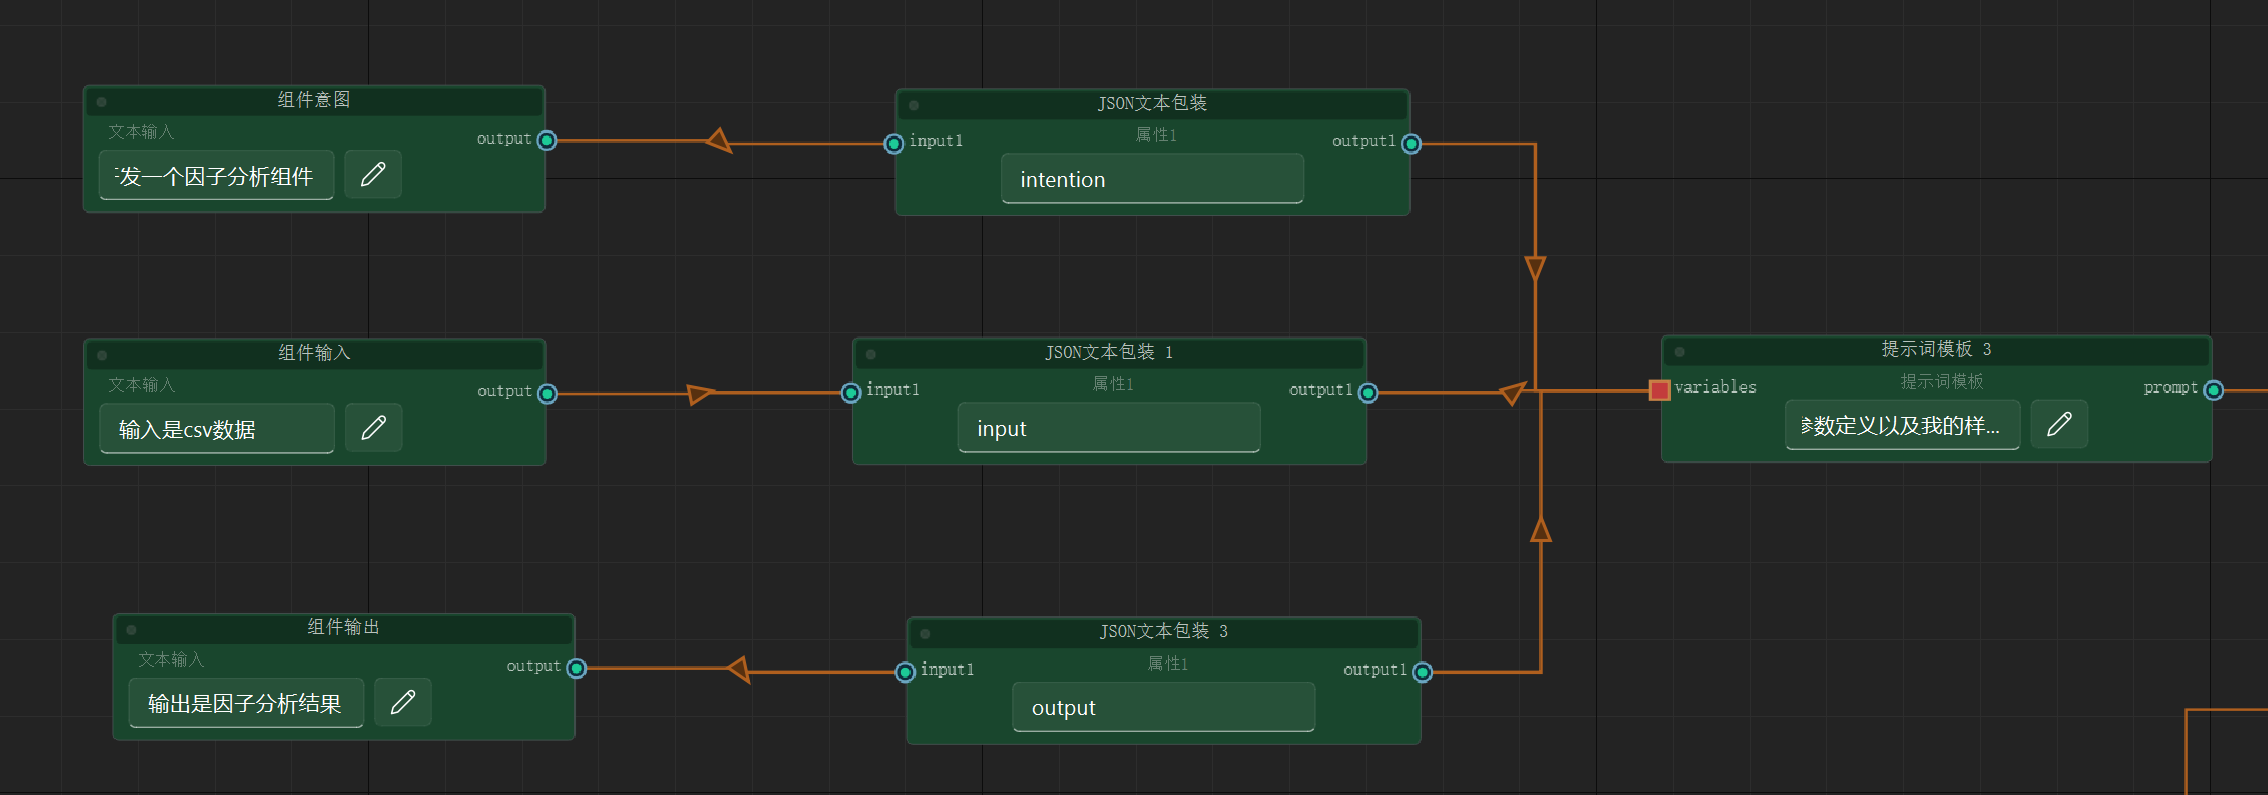 组件意图
文本输入
output
发一个因子分析组件
JSON文本包装
input1
属性1
output1
intention
组件输入
文本输入
output
输入是csv数据
JSON文本包装 1
input1
属性1
output1
input
提示词模板 3
variables
提示词模板
prompt
参数定义以及我的样...
组件输出
文本输入
output
输出是因子分析结果
JSON文本包装 3
input1
属性1
output1
output